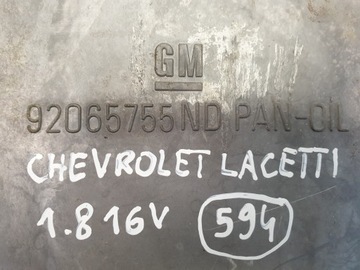 GM
92065755ND PAN-OIL
CHEVROLET LACETTI
1.8 16V 594